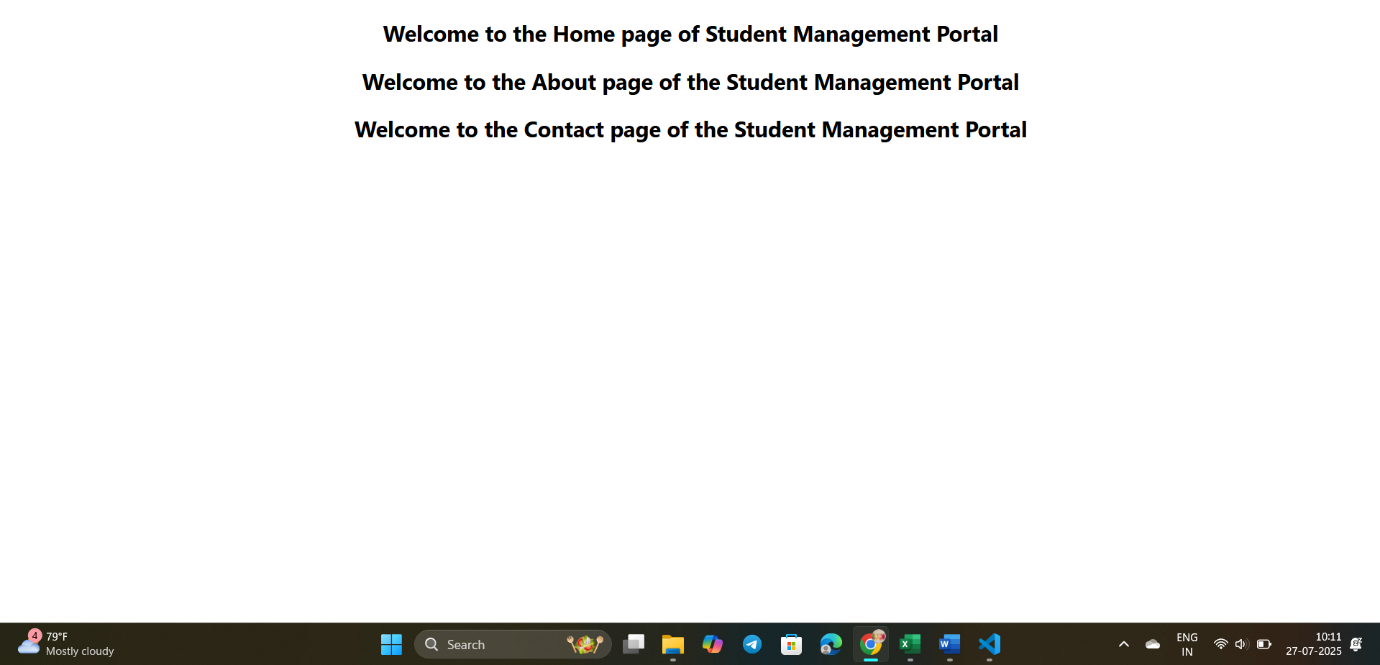 Welcome to the Home page of Student Management Portal
Welcome to the About page of the Student Management Portal
Welcome to the Contact page of the Student Management Portal
4
79°F
Mostly cloudy
Search
ENG
IN
10:11
27-07-2025